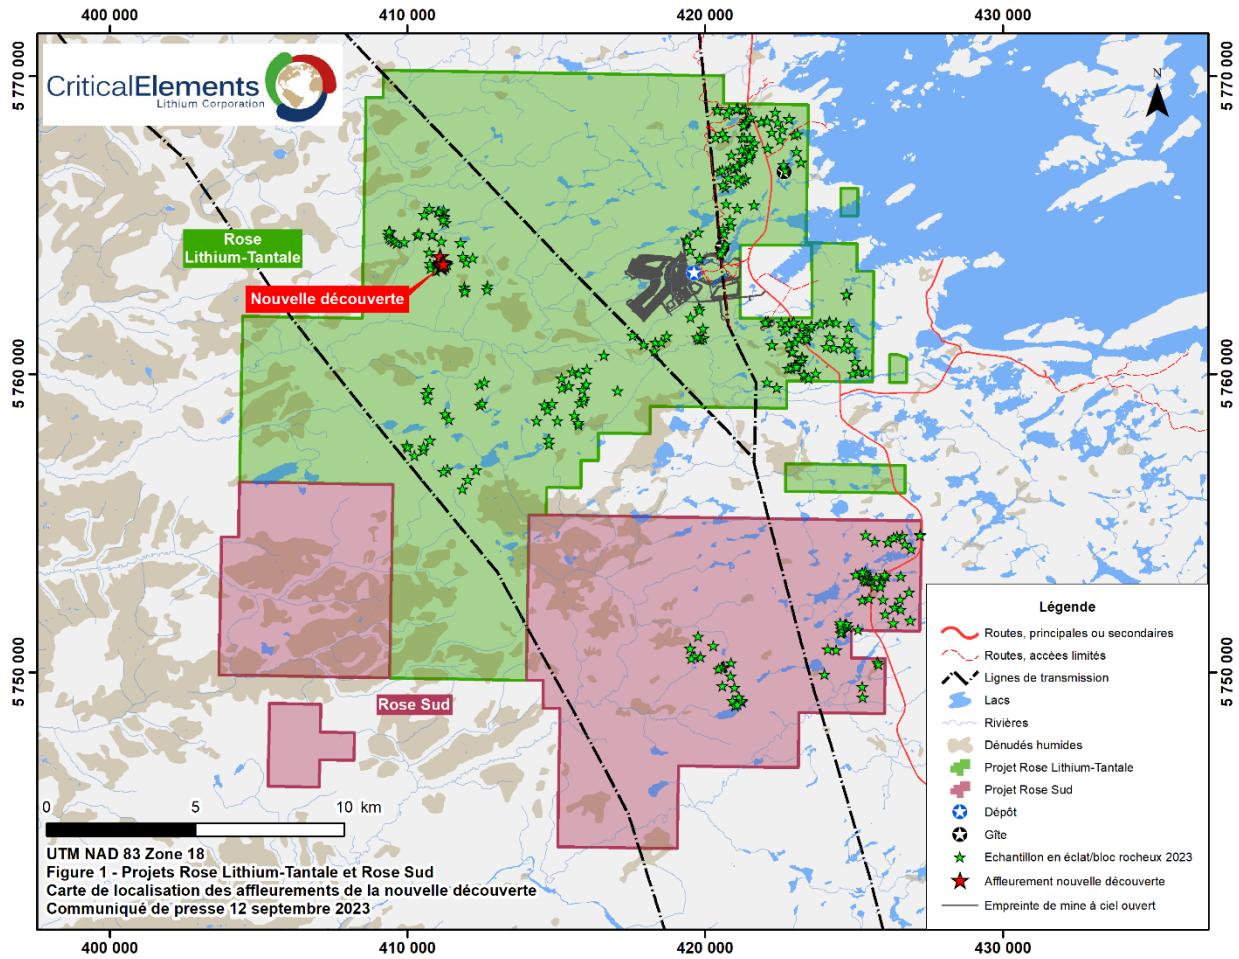 400 000
410 000
420 000
430 000
5 770 000
5 770 000
CriticalElements
Lithium Corporation
N
Rose
Lithium-Tantale
Nouvelle découverte
5 760 000
5 760 000
5 750 000
5 750 000
Rose Sud
Légende
Routes, principales ou secondaires
Routes, accèes limités
Lignes de transmission
Lacs
Rivières
Dénudés humides
Projet Rose Lithium-Tantale
Projet Rose Sud
Dépôt
Gîte
Echantillon en éclat/bloc rocheux 2023
Affleurement nouvelle découverte
Empreinte de mine à ciel ouvert
0 5 10 km
UTM NAD 83 Zone 18
Figure 1 - Projets Rose Lithium-Tantale et Rose Sud
Carte de localisation des affleurements de la nouvelle découverte
Communiqué de presse 12 septembre 2023
400 000
410 000
420 000
430 000